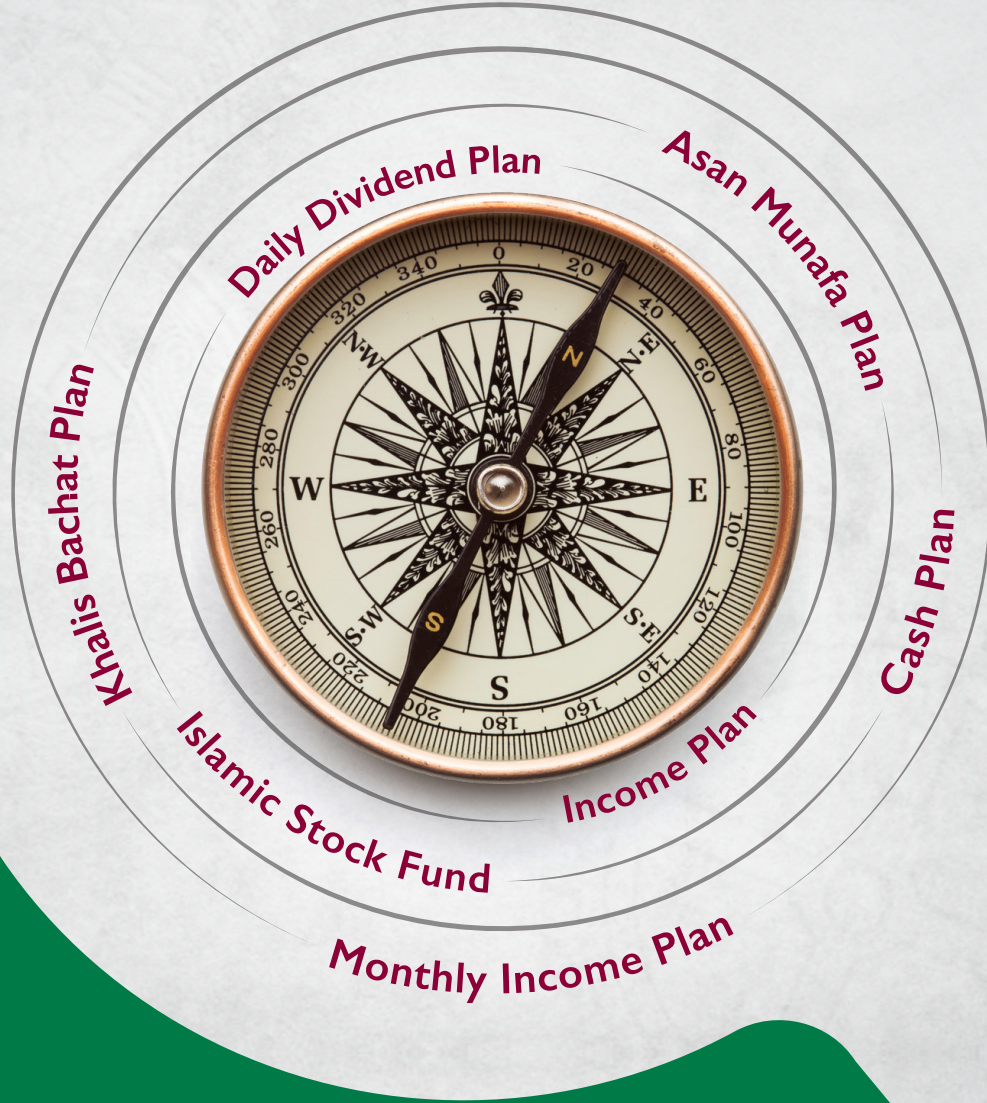 Daily Dividend Plan
Asan Munafa Plan
Khalis Bachat Plan
Cash Plan
Islamic Stock Fund
Income Plan
Monthly Income Plan
0
20
40
N·E
60
80
E
100
120
S·E
140
160
180
S
200
220
S·W
240
260
W
280
300
N·W
320
340
N
S